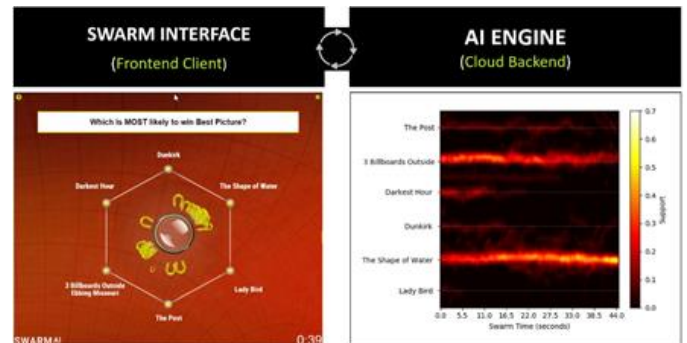 SWARM INTERFACE
(Frontend Client)
AI ENGINE
(Cloud Backend)
Which is MOST likely to win Best Picture?
Dunkirk
Darkest Hour
The Shape of Water
3 Billboards Outside
Ebbing Missouri
Lady Bird
The Post
SWARM AI
0:39
The Post
3 Billboards Outside
Darkest Hour
Dunkirk
The Shape of Water
Lady Bird
0.0 5.5 11.0 16.5 22.0 27.5 33.0 38.5 44.0
Swarm Time (seconds)
0.7
0.6
0.5
0.4
0.3
0.2
0.1
0.0
Support